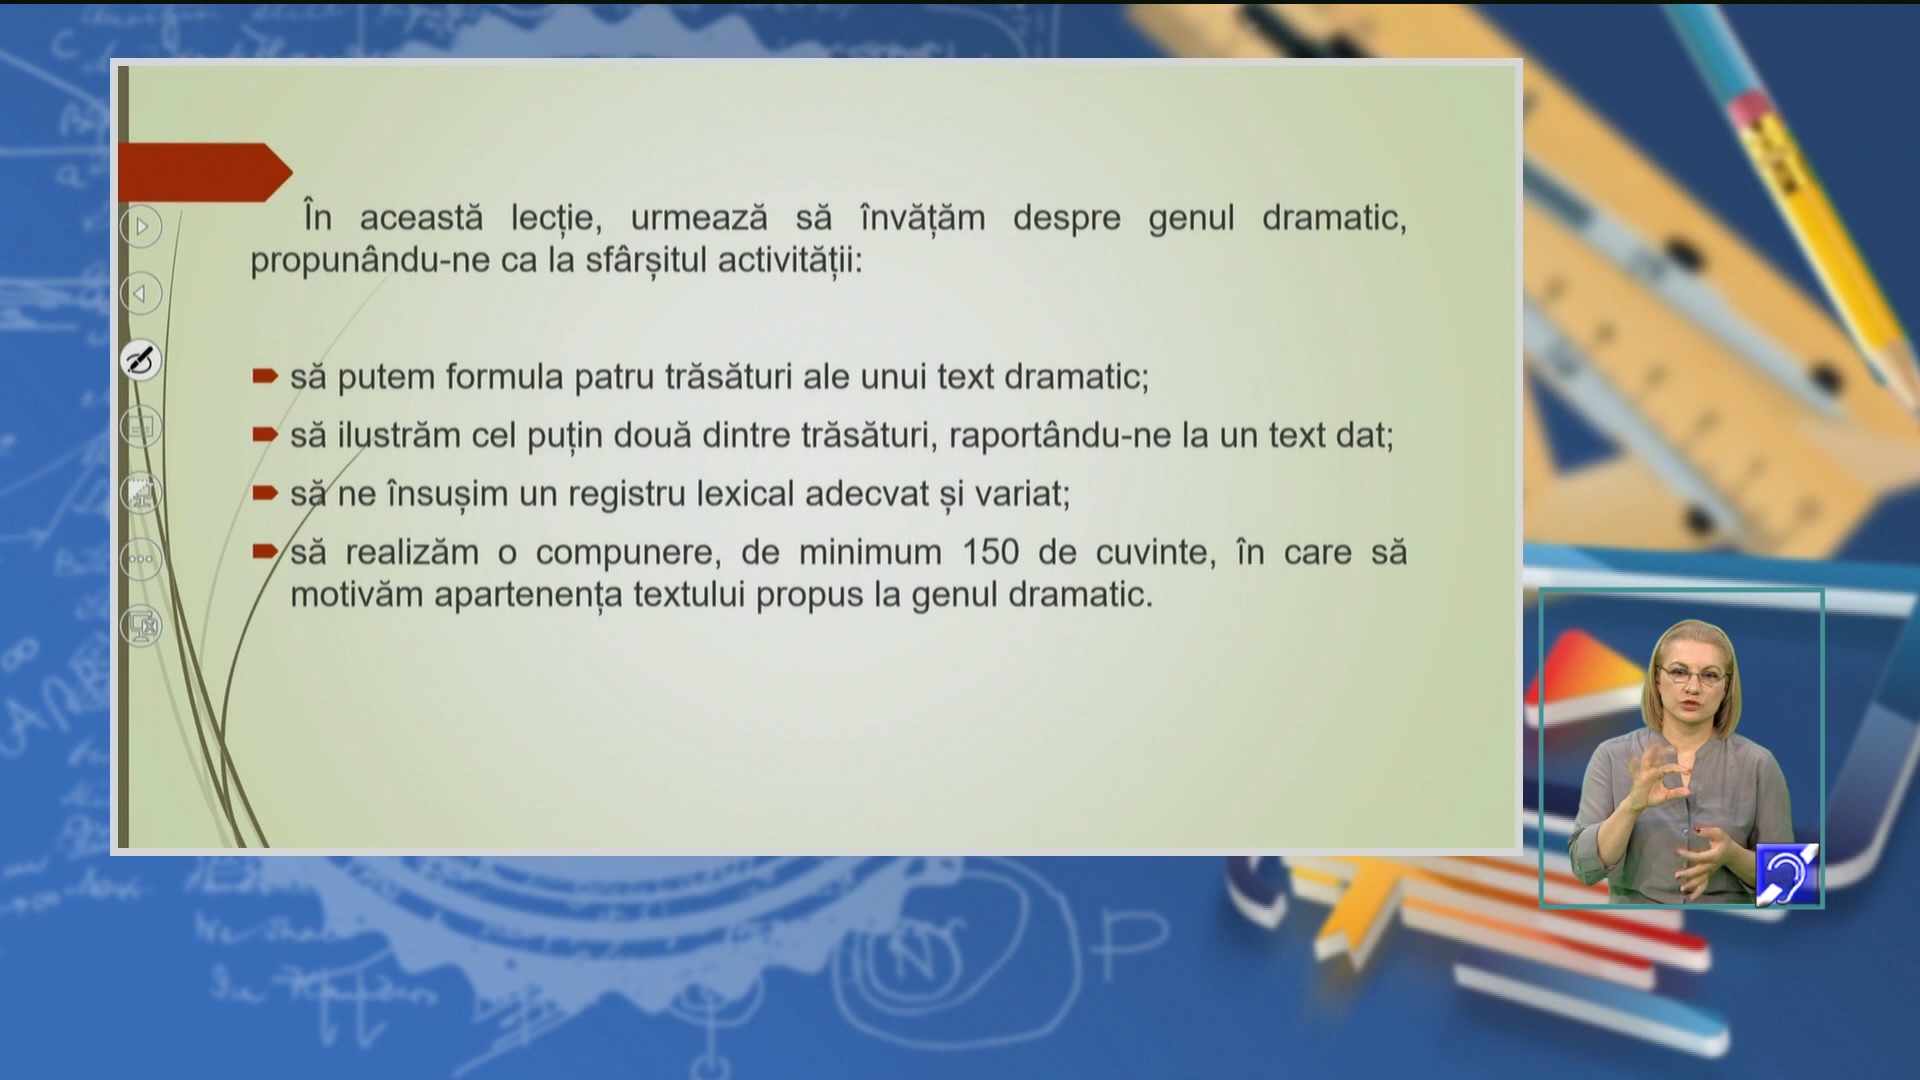 În această lecție, urmează să învățăm despre genul dramatic,
propunându-ne ca la sfârșitul activității:
să putem formula patru trăsături ale unui text dramatic;
să ilustrăm cel puțin două dintre trăsături, raportându-ne la un text dat;
să ne însușim un registru lexical adecvat și variat;
să realizăm o compunere, de minimum 150 de cuvinte, în care să
motivăm apartenența textului propus la genul dramatic.
N
P